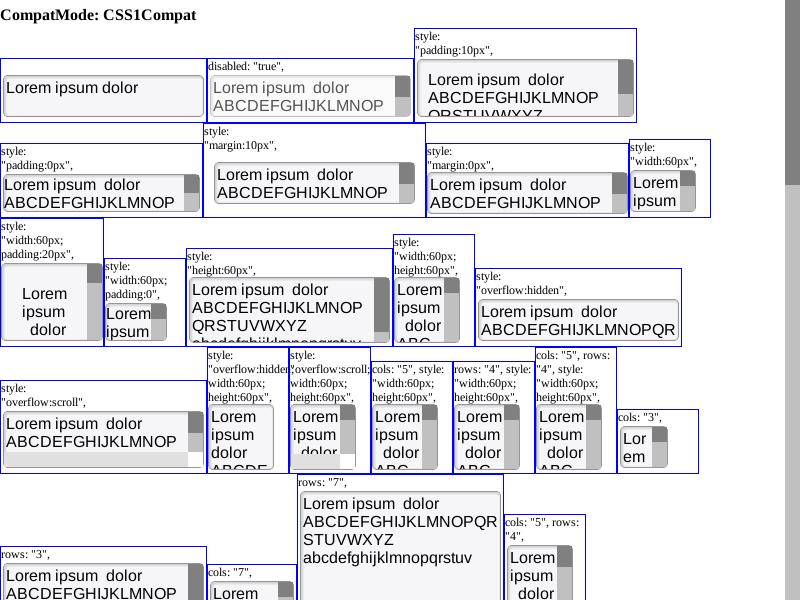 CompatMode: CSS1Compat
Lorem ipsum dolor
disabled: "true",
Lorem ipsum  dolor
ABCDEFGHIJKLMNOP
style:
"padding:10px",
Lorem ipsum  dolor
ABCDEFGHIJKLMNOP
QRSTUVWXYZ
style:
"padding:0px",
Lorem ipsum  dolor
ABCDEFGHIJKLMNOP
style:
"margin:10px",
Lorem ipsum  dolor
ABCDEFGHIJKLMNOP
style:
"margin:0px",
Lorem ipsum  dolor
ABCDEFGHIJKLMNOP
style:
"width:60px",
Lorem
ipsum
style:
"width:60px;
padding:20px",
Lorem
ipsum
dolor
style:
"width:60px;
padding:0",
Lorem
ipsum
style:
"height:60px",
Lorem ipsum  dolor
ABCDEFGHIJKLMNOP
QRSTUVWXYZ
abcdefghijklmnopqrstuv
style:
"width:60px;
height:60px",
Lorem
ipsum
dolor
ABC
style:
"overflow:hidden",
Lorem ipsum  dolor
ABCDEFGHIJKLMNOPQR
style:
"overflow:scroll",
Lorem ipsum  dolor
ABCDEFGHIJKLMNOP
style:
"overflow:hidden;
width:60px;
height:60px",
Lorem
ipsum
dolor
ABCDE
style:
"overflow:scroll;
width:60px;
height:60px",
Lorem
ipsum
dolor
cols: "5", style:
"width:60px;
height:60px",
Lorem
ipsum
dolor
ABC
rows: "4", style:
"width:60px;
height:60px",
Lorem
ipsum
dolor
ABC
cols: "5", rows:
"4", style:
"width:60px;
height:60px",
Lorem
ipsum
dolor
ABC
cols: "3",
Lor
em
rows: "3",
Lorem ipsum  dolor
ABCDEFGHIJKLMNOP
cols: "7",
Lorem
rows: "7",
Lorem ipsum  dolor
ABCDEFGHIJKLMNOPQR
STUVWXYZ
abcdefghijklmnopqrstuv
cols: "5", rows:
"4",
Lorem
ipsum
dolor